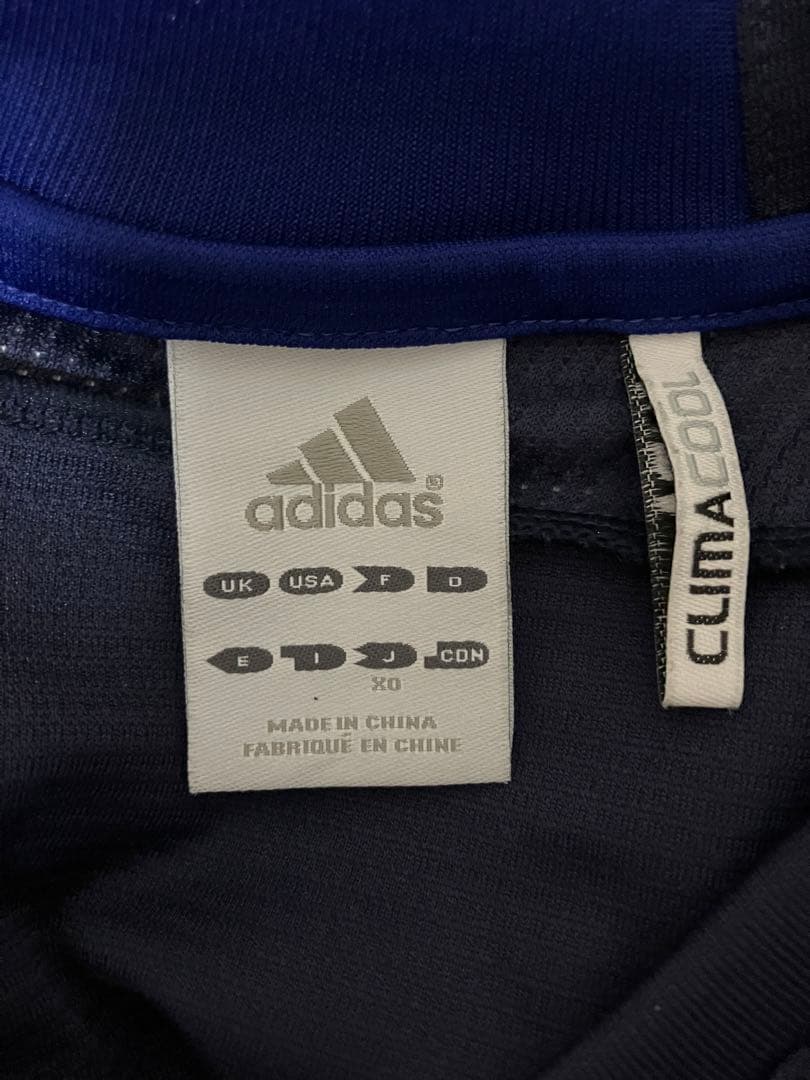 adidas®
UK USA F D
E I J CDN
XO
MADE IN CHINA
FABRIQUÉ EN CHINE
CLIMACOOL